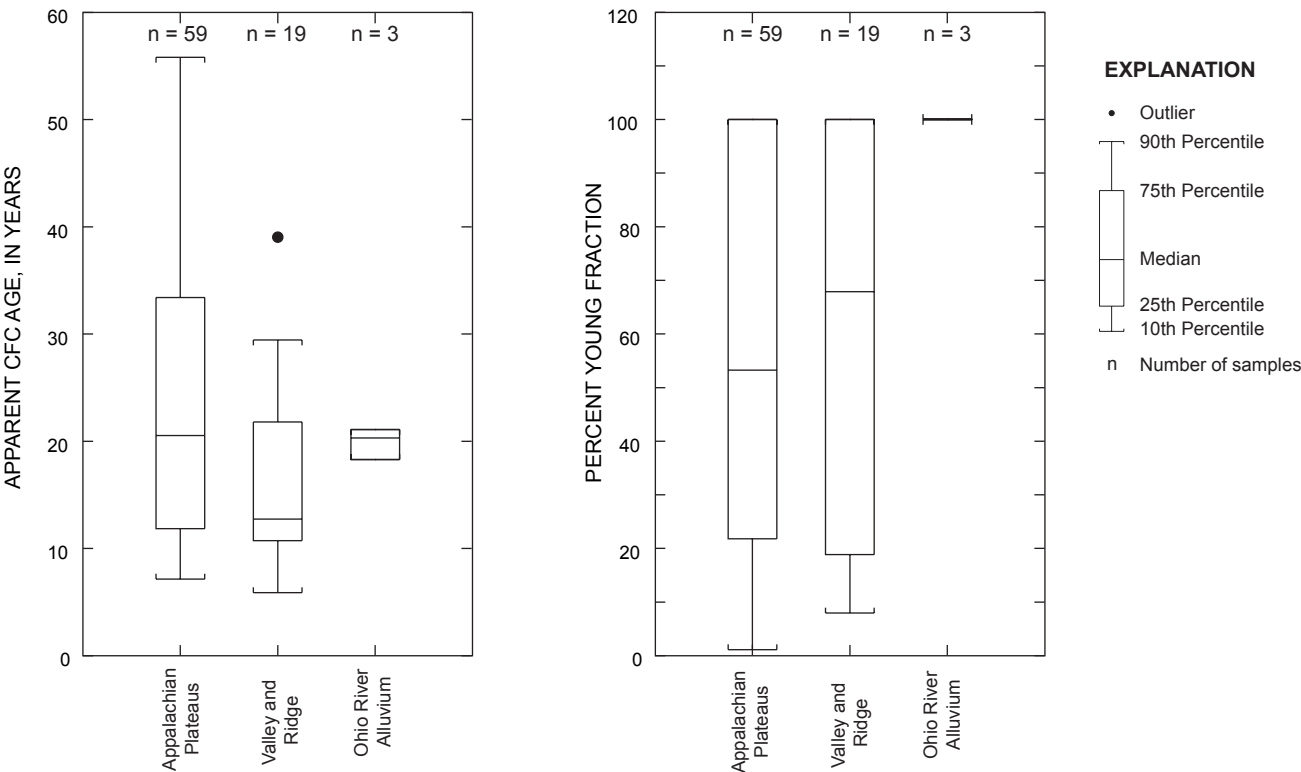 APPARENT CFC AGE, IN YEARS
60
50
40
30
20
10
0
n = 59
n = 19
n = 3
Appalachian
Plateaus
Valley and
Ridge
Ohio River
Alluvium
PERCENT YOUNG FRACTION
120
100
80
60
40
20
0
n = 59
n = 19
n = 3
Appalachian
Plateaus
Valley and
Ridge
Ohio River
Alluvium
EXPLANATION
Outlier
90th Percentile
75th Percentile
Median
25th Percentile
10th Percentile
n Number of samples